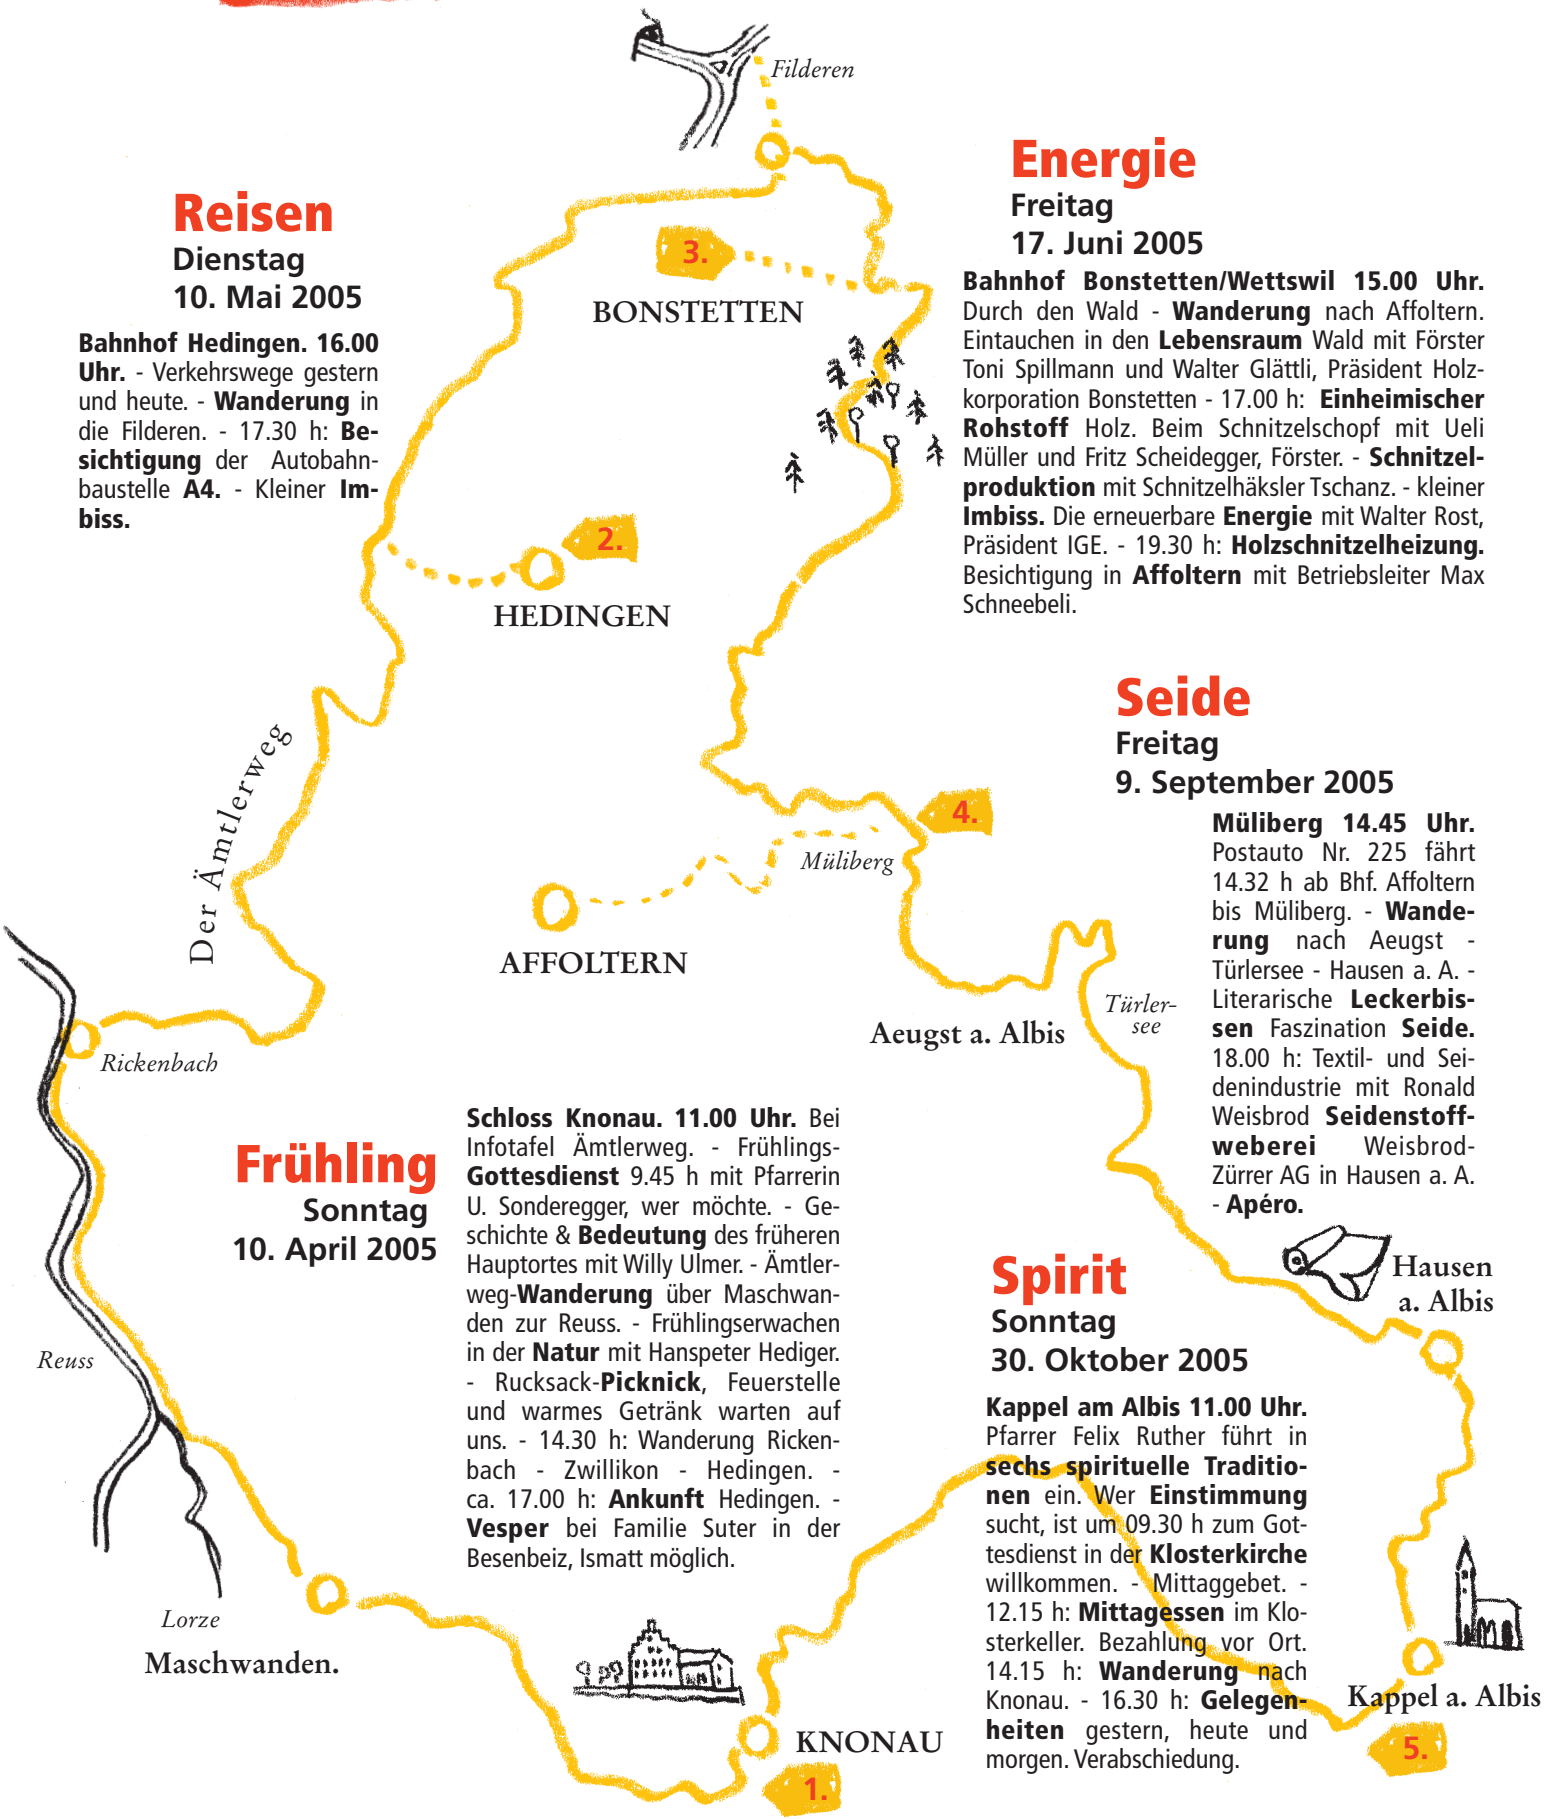 Filderen
Reisen
Dienstag
10. Mai 2005
Bahnhof Hedingen. 16.00
Uhr. - Verkehrswege gestern
und heute. - Wanderung in
die Filderen. - 17.30 h: Be-
sichtigung der Autobahn-
baustelle A4. - Kleiner Im-
biss.
Energie
Freitag
17. Juni 2005
Bahnhof Bonstetten/Wettswil 15.00 Uhr.
Durch den Wald - Wanderung nach Affoltern.
Eintauchen in den Lebensraum Wald mit Förster
Toni Spillmann und Walter Glättli, Präsident Holz-
korporation Bonstetten - 17.00 h: Einheimischer
Rohstoff Holz. Beim Schnitzelschopf mit Ueli
Müller und Fritz Scheidegger, Förster. - Schnitzel-
produktion mit Schnitzelhäksler Tschanz. - kleiner
Imbiss. Die erneuerbare Energie mit Walter Rost,
Präsident IGE. - 19.30 h: Holzschnitzelheizung.
Besichtigung in Affoltern mit Betriebsleiter Max
Schneebeli.
3.
BONSTETTEN
2.
HEDINGEN
Seide
Freitag
9. September 2005
Müliberg 14.45 Uhr.
Postauto Nr. 225 fährt
14.32 h ab Bhf. Affoltern
bis Müliberg. - Wande-
rung nach Aeugst -
Türlersee - Hausen a. A. -
Literarische Leckerbis-
sen Faszination Seide.
18.00 h: Textil- und Sei-
denindustrie mit Ronald
Weisbrod Seidenstoff-
weberei Weisbrod-
Zürrer AG in Hausen a. A.
- Apéro.
Der Ämtlerweg
4.
Müliberg
AFFOLTERN
Aeugst a. Albis
Türler-
see
Rickenbach
Frühling
Sonntag
10. April 2005
Schloss Knonau. 11.00 Uhr. Bei
Infotafel Ämtlerweg. - Frühlings-
Gottesdienst 9.45 h mit Pfarrerin
U. Sonderegger, wer möchte. - Ge-
schichte & Bedeutung des früheren
Hauptortes mit Willy Ulmer. - Ämtler-
weg-Wanderung über Maschwan-
den zur Reuss. - Frühlingserwachen
in der Natur mit Hanspeter Hediger.
- Rucksack-Picknick, Feuerstelle
und warmes Getränk warten auf
uns. - 14.30 h: Wanderung Ricken-
bach - Zwillikon - Hedingen. -
ca. 17.00 h: Ankunft Hedingen. -
Vesper bei Familie Suter in der
Besenbeiz, Ismatt möglich.
Hausen
a. Albis
Spirit
Sonntag
30. Oktober 2005
Kappel am Albis 11.00 Uhr.
Pfarrer Felix Ruther führt in
sechs spirituelle Traditio-
nen ein. Wer Einstimmung
sucht, ist um 09.30 h zum Got-
tesdienst in der Klosterkirche
willkommen. - Mittaggebet. -
12.15 h: Mittagessen im Klo-
sterkeller. Bezahlung vor Ort.
14.15 h: Wanderung nach
Knonau. - 16.30 h: Gelegen-
heiten gestern, heute und
morgen. Verabschiedung.
Reuss
Lorze
Maschwanden.
KNONAU
1.
Kappel a. Albis
5.